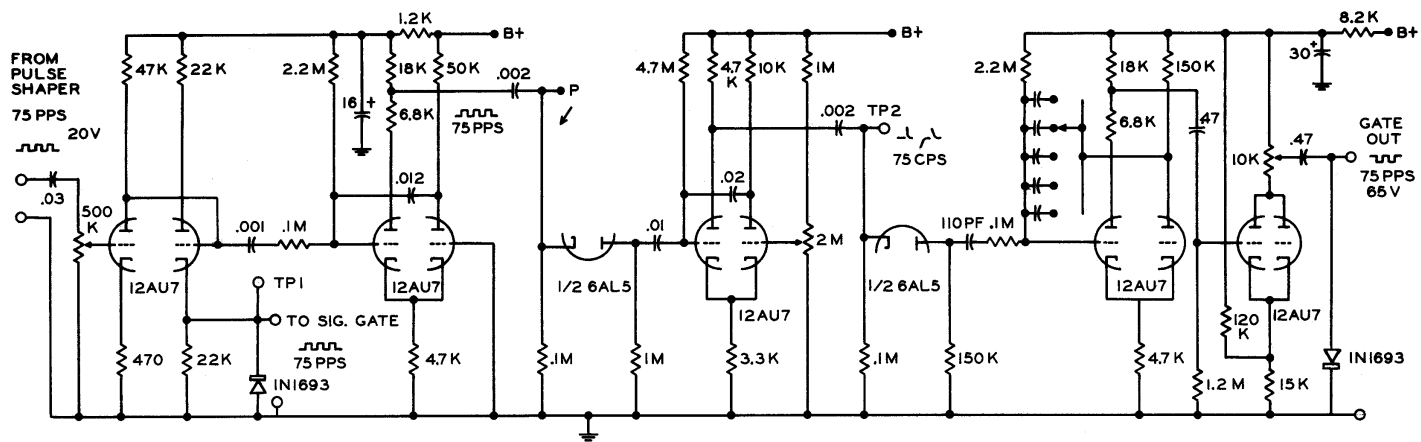 FROM
PULSE
SHAPER
75 PPS
20V
.03
500
K
47K
22K
12AU7
470
22K
TP1
TO SIG. GATE
75 PPS
IN1693
.001
.1M
2.2M
16
+
1.2K
B+
18K
50K
6.8K
75 PPS
.012
12AU7
4.7K
.002
P
.1M
1/2 6AL5
1M
.01
4.7M
4.7
K
10K
1M
B+
.02
2M
12AU7
3.3K
.002
TP2
75 CPS
.1M
1/2 6AL5
150K
110PF
.1M
2.2M
18K
150K
6.8K
12AU7
4.7K
.47
1.2M
120
K
10K
12AU7
15K
30
+
8.2K
B+
.47
GATE
OUT
75 PPS
65V
IN1693